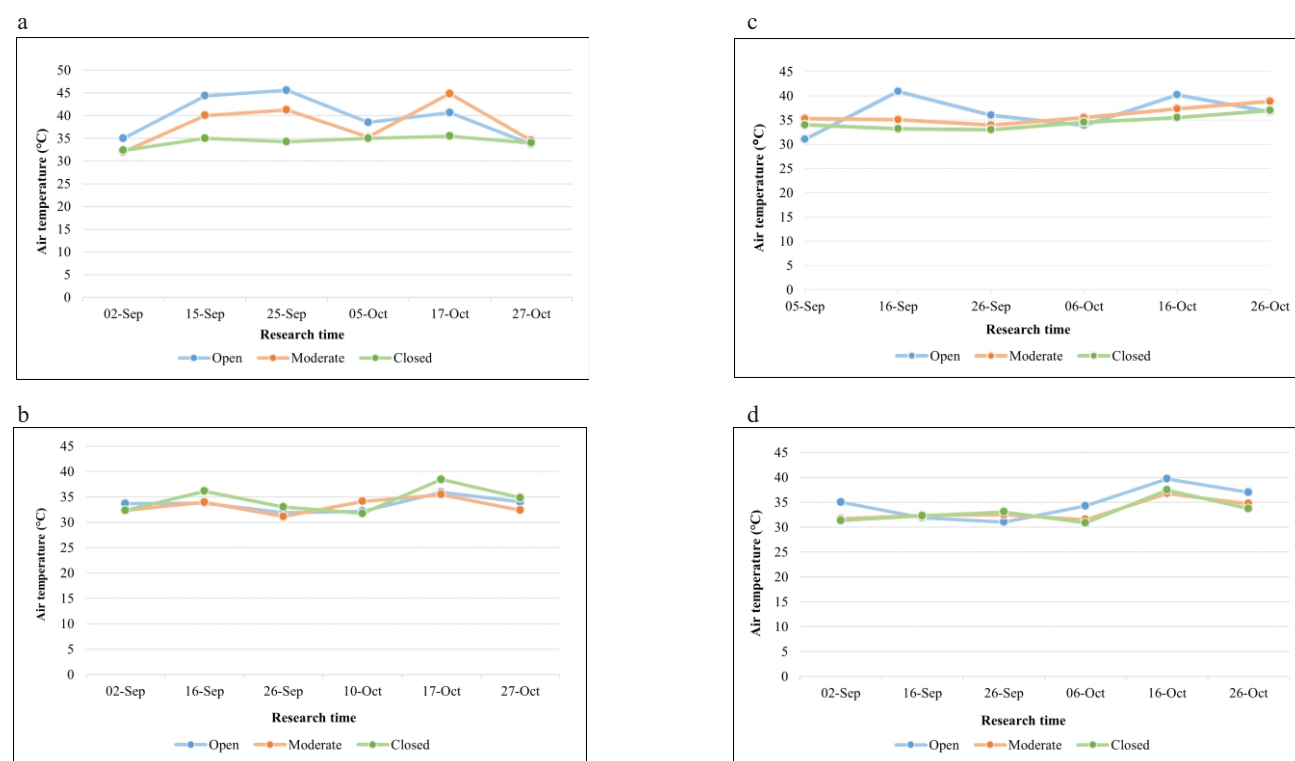 a
50
45
40
35
30
25
20
15
10
5
0
Air temperature (°C)
02-Sep 15-Sep 25-Sep 05-Oct 17-Oct 27-Oct
Research time
Open Moderate Closed
b
45
40
35
30
25
20
15
10
5
0
Air temperature (°C)
02-Sep 16-Sep 26-Sep 10-Oct 17-Oct 27-Oct
Research time
Open Moderate Closed
c
45
40
35
30
25
20
15
10
5
0
Air temperature (°C)
05-Sep 16-Sep 26-Sep 06-Oct 16-Oct 26-Oct
Research time
Open Moderate Closed
d
45
40
35
30
25
20
15
10
5
0
Air temperature (°C)
02-Sep 16-Sep 26-Sep 06-Oct 16-Oct 26-Oct
Research time
Open Moderate Closed